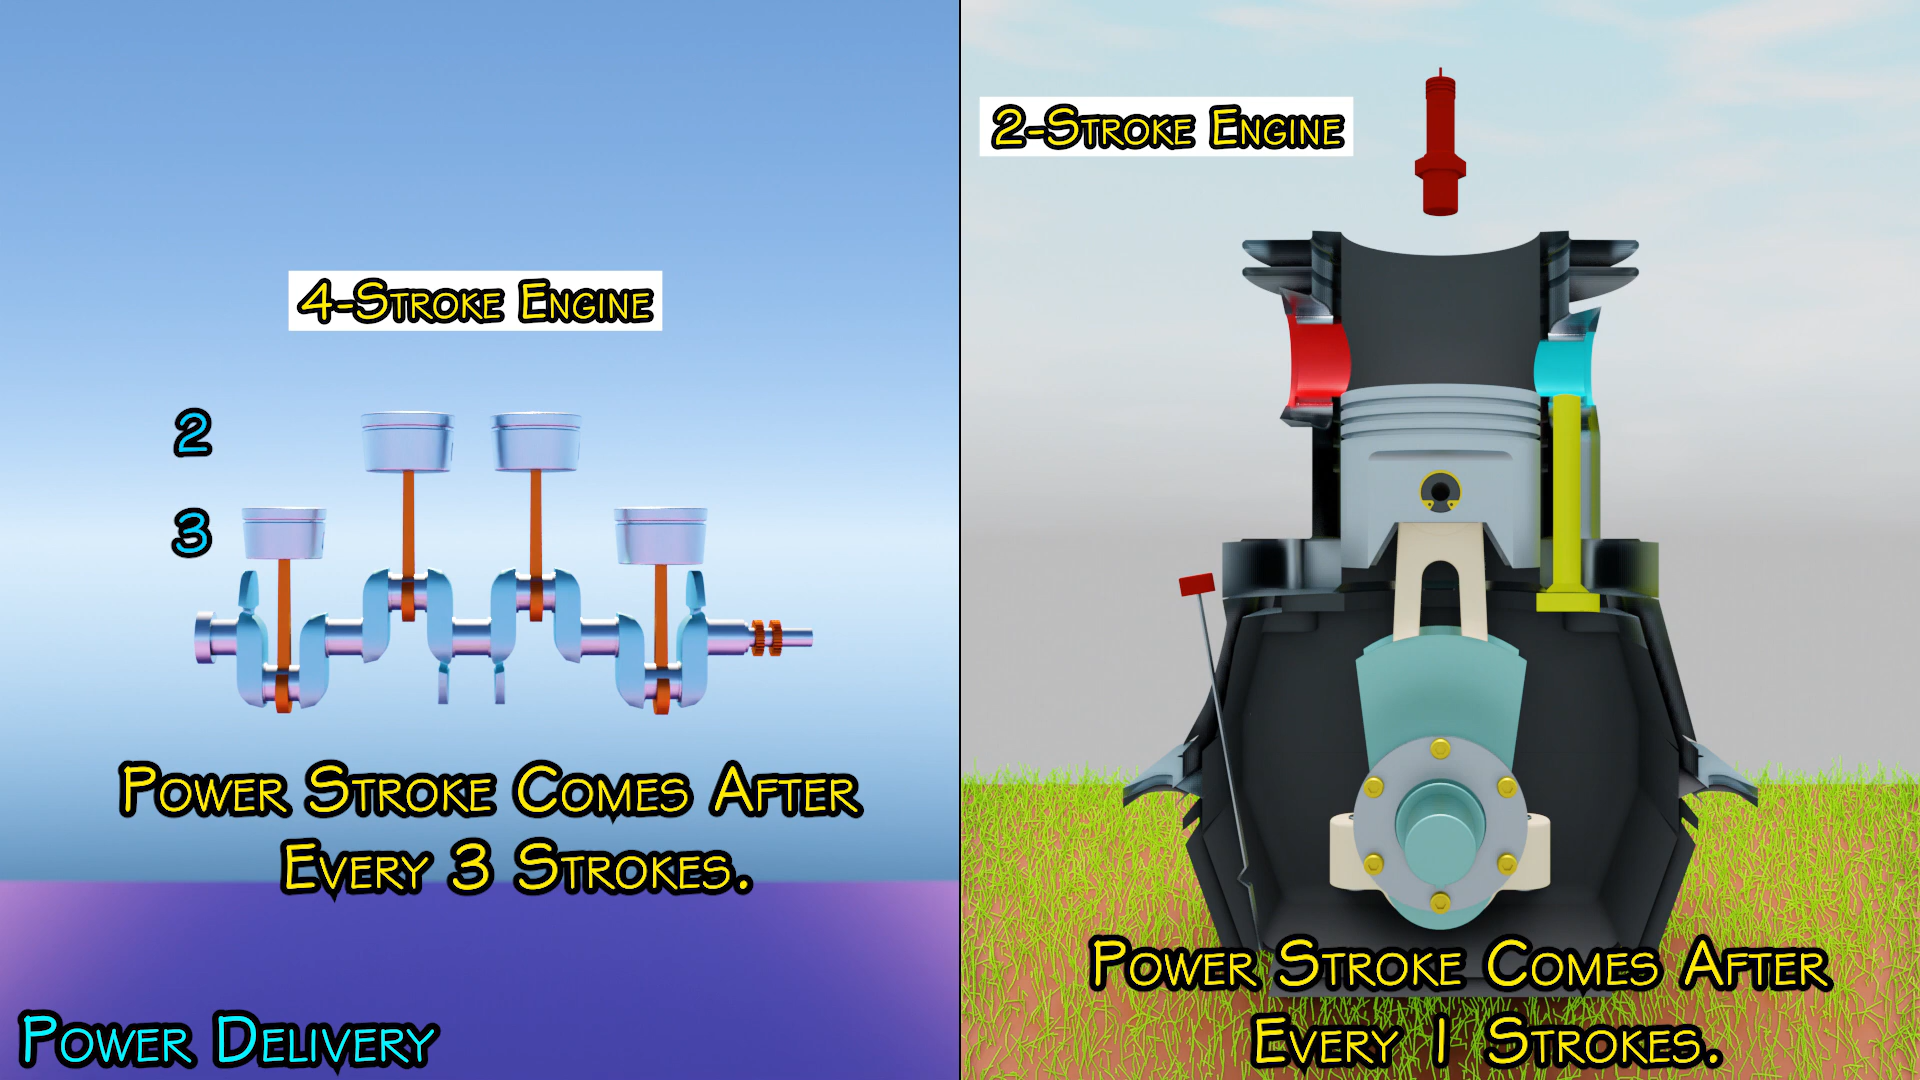 4-Stroke Engine
2
3
Power Stroke Comes After
Every 3 Strokes.
Power Delivery
2-Stroke Engine
Power Stroke Comes After
Every 1 Strokes.